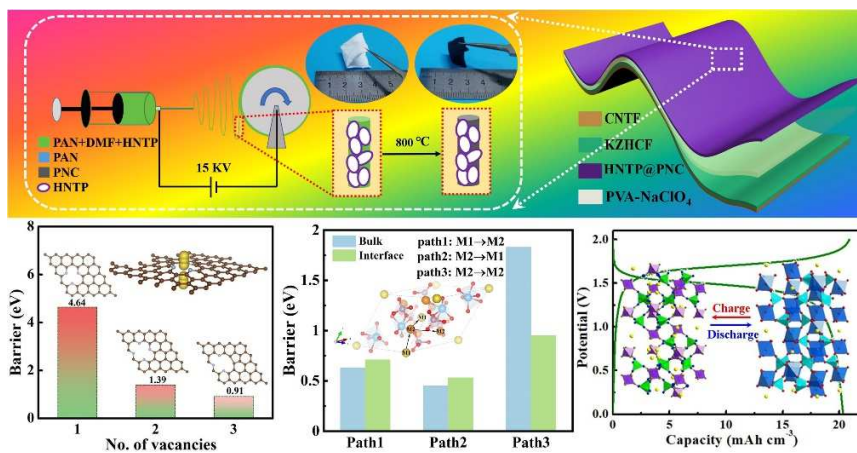 PAN+DMF+HNTP
PAN
PNC
HNTP
15 KV
800 °C
CNTF
KZHCF
HNTP@PNC
PVA-NaClO₄
8
6
4
2
0
Barrier (eV)
4.64
1.39
0.91
1 2 3
No. of vacancies
2
1.5
1
0.5
0
Barrier (eV)
Bulk
Interface
path1: M1→M2
path2: M2→M1
path3: M2→M2
M1
M2
M2
M1
Path1 Path2 Path3
2.0
1.5
1.0
0.5
0.0
Potential (V)
Charge
Discharge
0 5 10 15 20
Capacity (mAh cm⁻³)